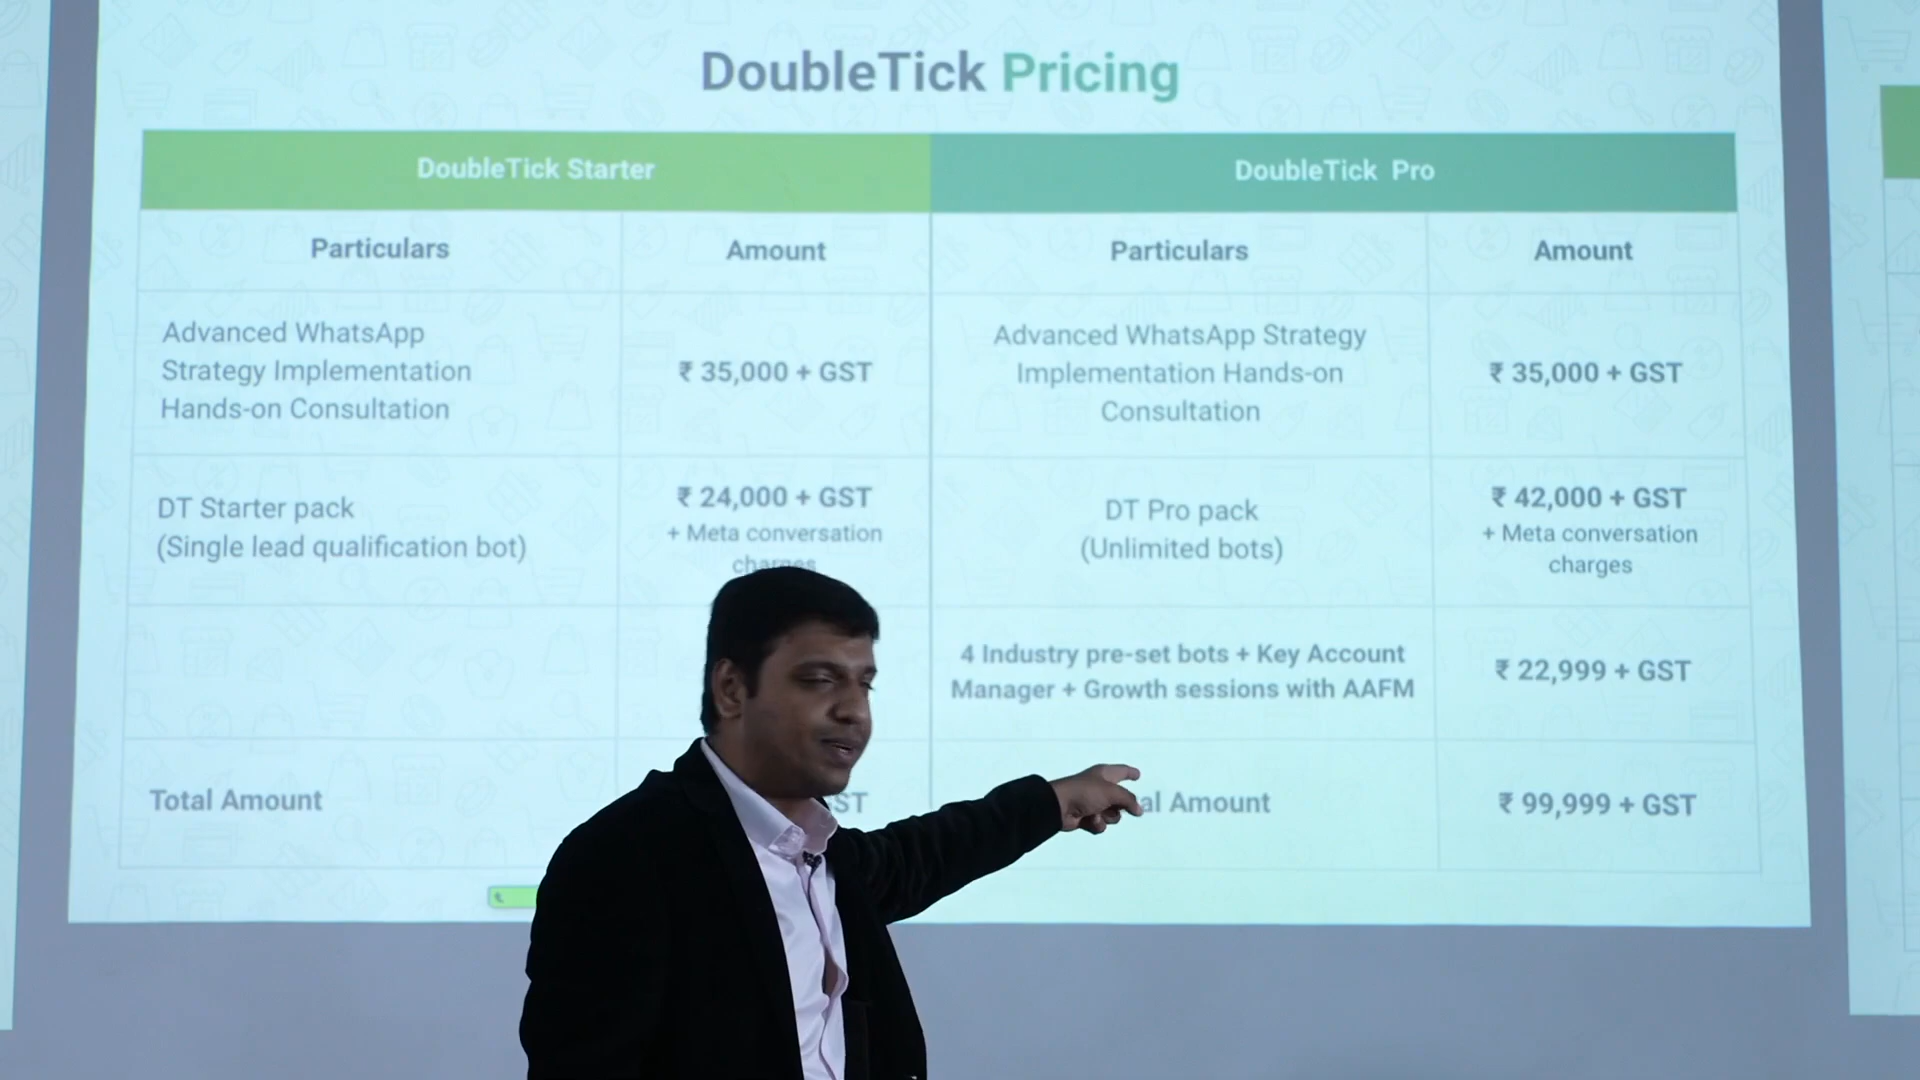 DoubleTick Pricing
DoubleTick Starter
DoubleTick Pro
Particulars
Amount
Particulars
Amount
Advanced WhatsApp
Strategy Implementation
Hands-on Consultation
₹ 35,000 + GST
Advanced WhatsApp Strategy
Implementation Hands-on
Consultation
₹ 35,000 + GST
DT Starter pack
(Single lead qualification bot)
₹ 24,000 + GST
+ Meta conversation
charges
DT Pro pack
(Unlimited bots)
₹ 42,000 + GST
+ Meta conversation
charges
4 Industry pre-set bots + Key Account
Manager + Growth sessions with AAFM
₹ 22,999 + GST
Total Amount
ST
al Amount
₹ 99,999 + GST